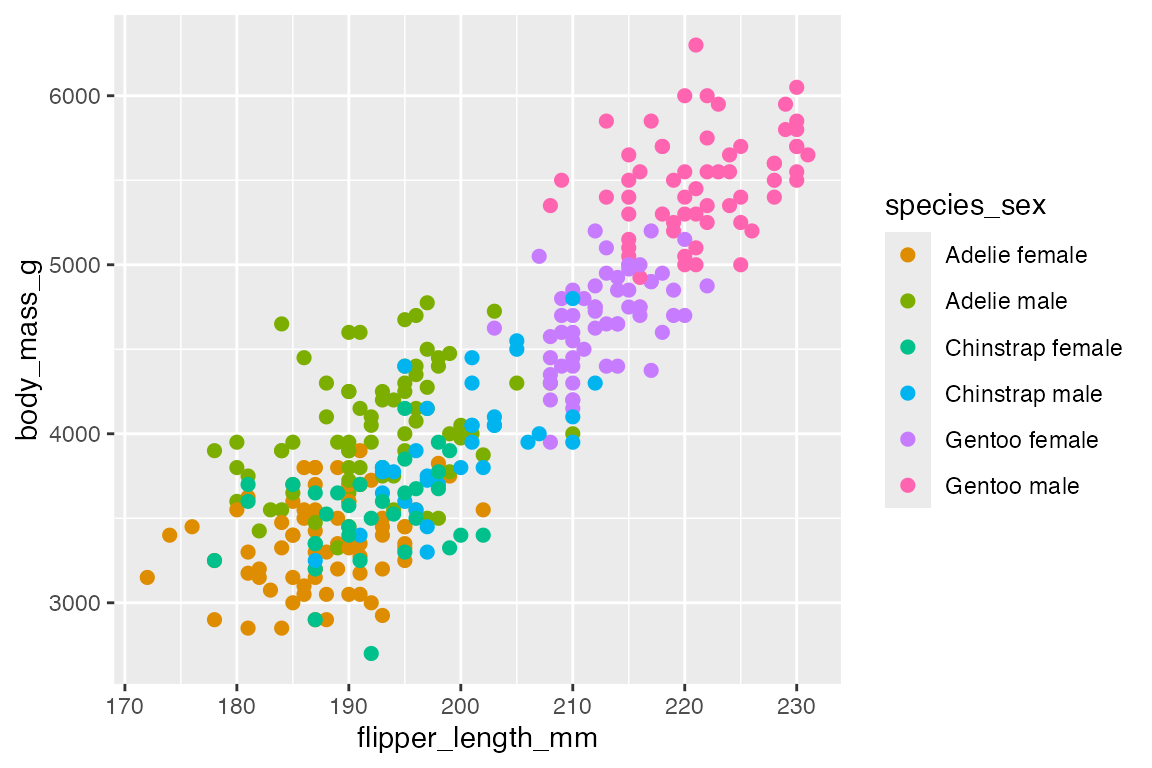 body_mass_g
6000
5000
4000
3000
170 180 190 200 210 220 230
flipper_length_mm
species_sex
Adelie female
Adelie male
Chinstrap female
Chinstrap male
Gentoo female
Gentoo male